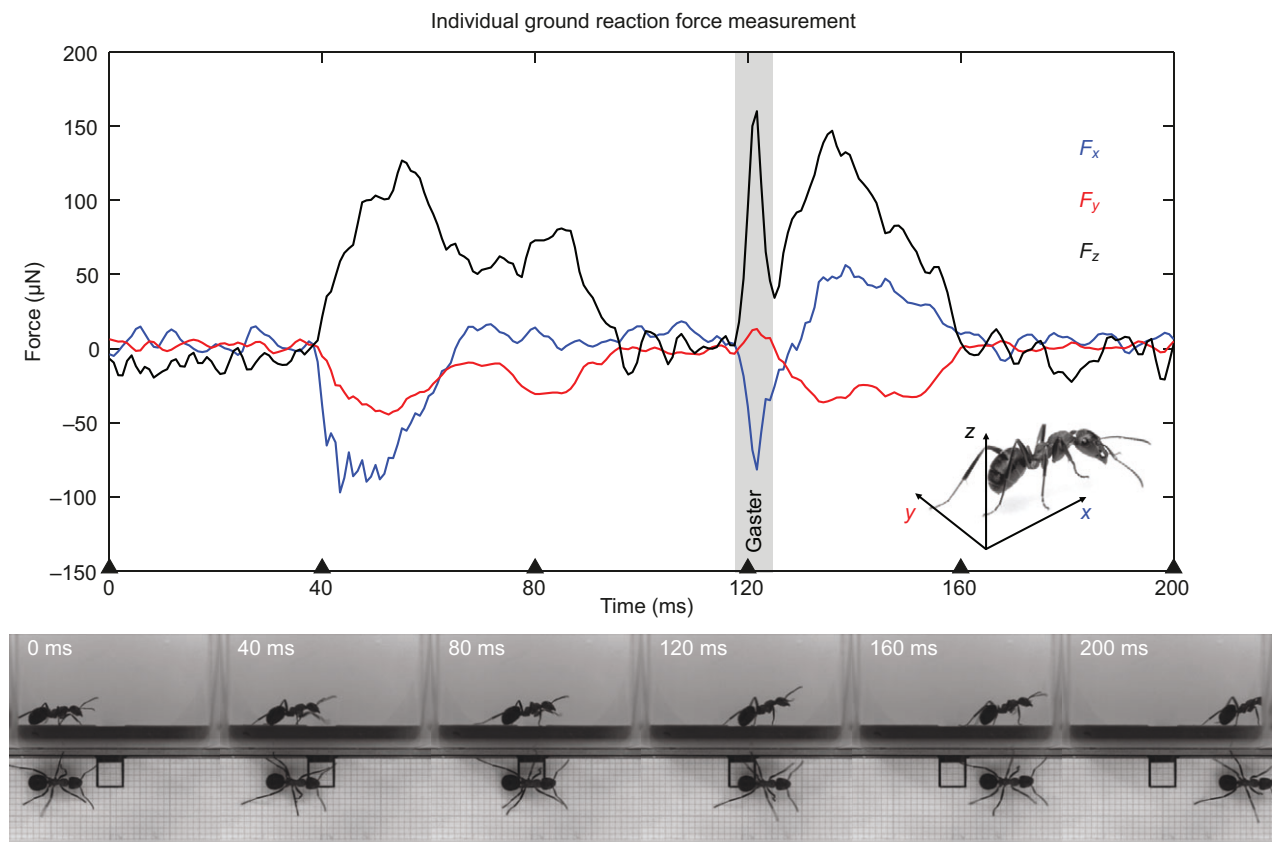 Individual ground reaction force measurement
200
150
100
50
0
–50
–100
–150
Force (µN)
Fx
Fy
Fz
Gaster
z
y
x
0 40 80 120 160 200
Time (ms)
0 ms 40 ms 80 ms 120 ms 160 ms 200 ms